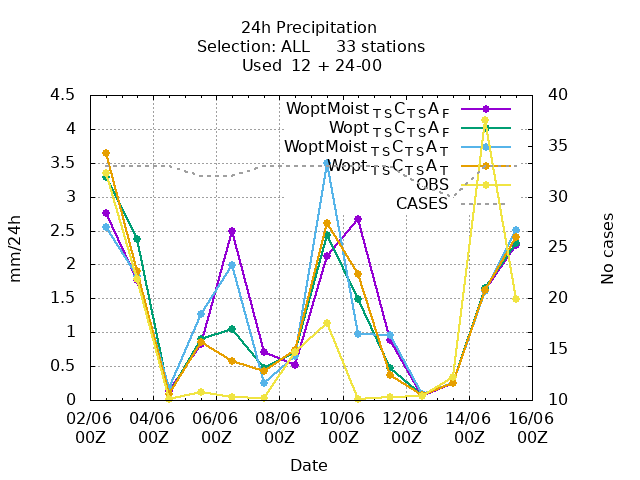 24h Precipitation
Selection: ALL 33 stations
Used 12 + 24-00
4.5
4
3.5
3
2.5
2
1.5
1
0.5
0
mm/24h
40
35
30
25
20
15
10
No cases
WoptMoist TS C TS A F
Wopt TS C TS A F
WoptMoist TS C TS A T
Wopt TS C TS A T
OBS
CASES
02/06 04/06 06/06 08/06 10/06 12/06 14/06 16/06
00Z 00Z 00Z 00Z 00Z 00Z 00Z 00Z
Date